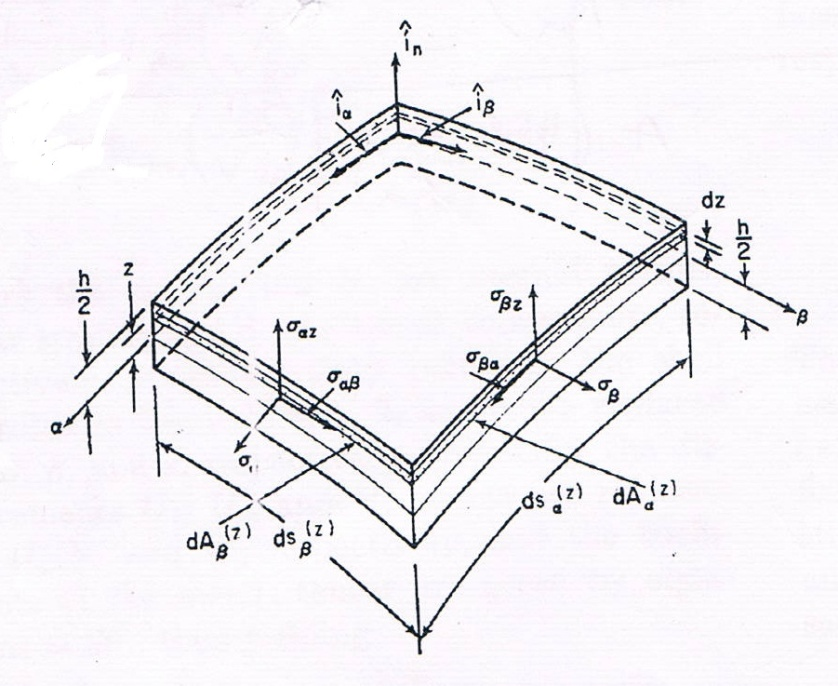 î_n
î_α
î_β
dz
h/2
z
h/2
β
α
σ_αz
σ_βz
σ_αβ
σ_βα
σ_β
dA_β^(z)
ds_β^(z)
ds_α^(z)
dA_α^(z)